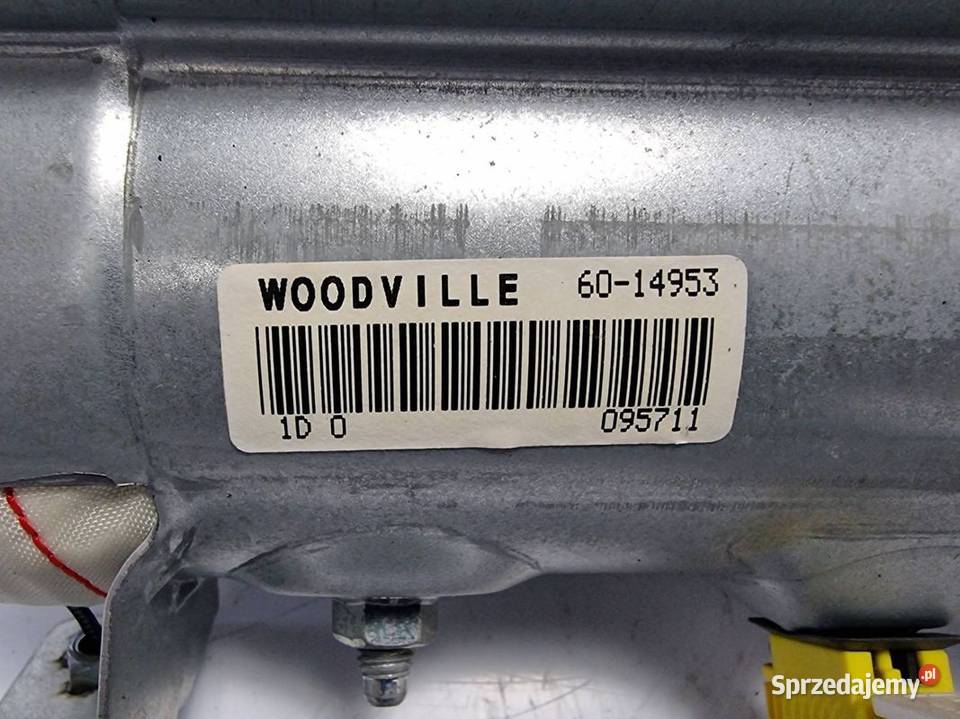 WOODVILLE 60-14953
1D 0 095711
Sprzedajemy.pl